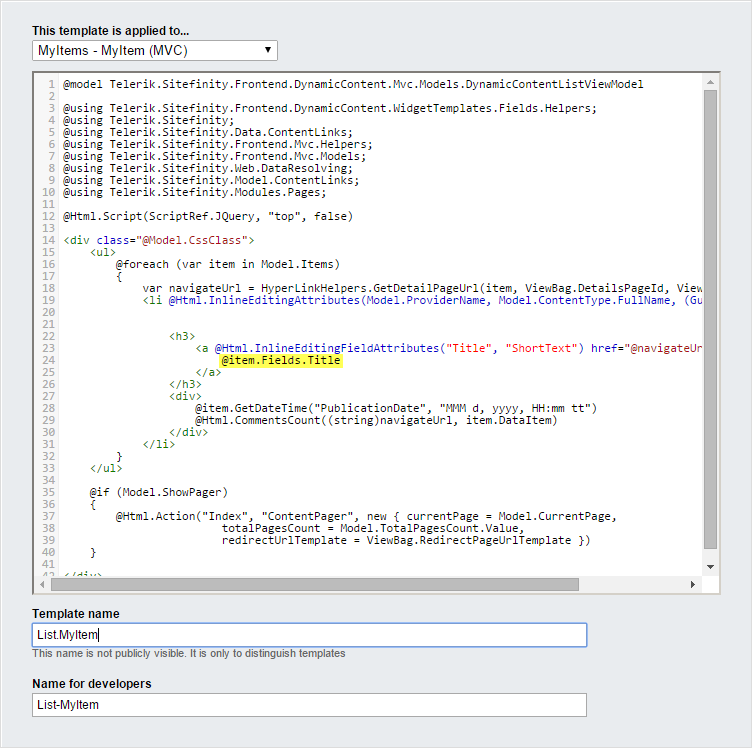 This template is applied to...
MyItems - MyItem (MVC)
1 @model Telerik.Sitefinity.Frontend.DynamicContent.Mvc.Models.DynamicContentListViewModel
2
3 @using Telerik.Sitefinity.Frontend.DynamicContent.WidgetTemplates.Fields.Helpers;
4 @using Telerik.Sitefinity;
5 @using Telerik.Sitefinity.Data.ContentLinks;
6 @using Telerik.Sitefinity.Frontend.Mvc.Helpers;
7 @using Telerik.Sitefinity.Frontend.Mvc.Models;
8 @using Telerik.Sitefinity.Web.DataResolving;
9 @using Telerik.Sitefinity.Model.ContentLinks;
10 @using Telerik.Sitefinity.Modules.Pages;
11
12 @Html.Script(ScriptRef.JQuery, "top", false)
13
14 <div class="@Model.CssClass">
15 <ul>
16 @foreach (var item in Model.Items)
17 {
18 var navigateUrl = HyperLinkHelpers.GetDetailPageUrl(item, ViewBag.DetailsPageId, View
19 <li @Html.InlineEditingAttributes(Model.ProviderName, Model.ContentType.FullName, (Gu
20
21
22 <h3>
23 <a @Html.InlineEditingFieldAttributes("Title", "ShortText") href="@navigateUr
24 @item.Fields.Title
25 </a>
26 </h3>
27 <div>
28 @item.GetDateTime("PublicationDate", "MMM d, yyyy, HH:mm tt")
29 @Html.CommentsCount((string)navigateUrl, item.DataItem)
30 </div>
31 </li>
32 }
33 </ul>
34
35 @if (Model.ShowPager)
36 {
37 @Html.Action("Index", "ContentPager", new { currentPage = Model.CurrentPage,
38 totalPagesCount = Model.TotalPagesCount.Value,
39 redirectUrlTemplate = ViewBag.RedirectPageUrlTemplate })
40 }
41
42 </div>
Template name
List.MyItem
This name is not publicly visible. It is only to distinguish templates
Name for developers
List-MyItem